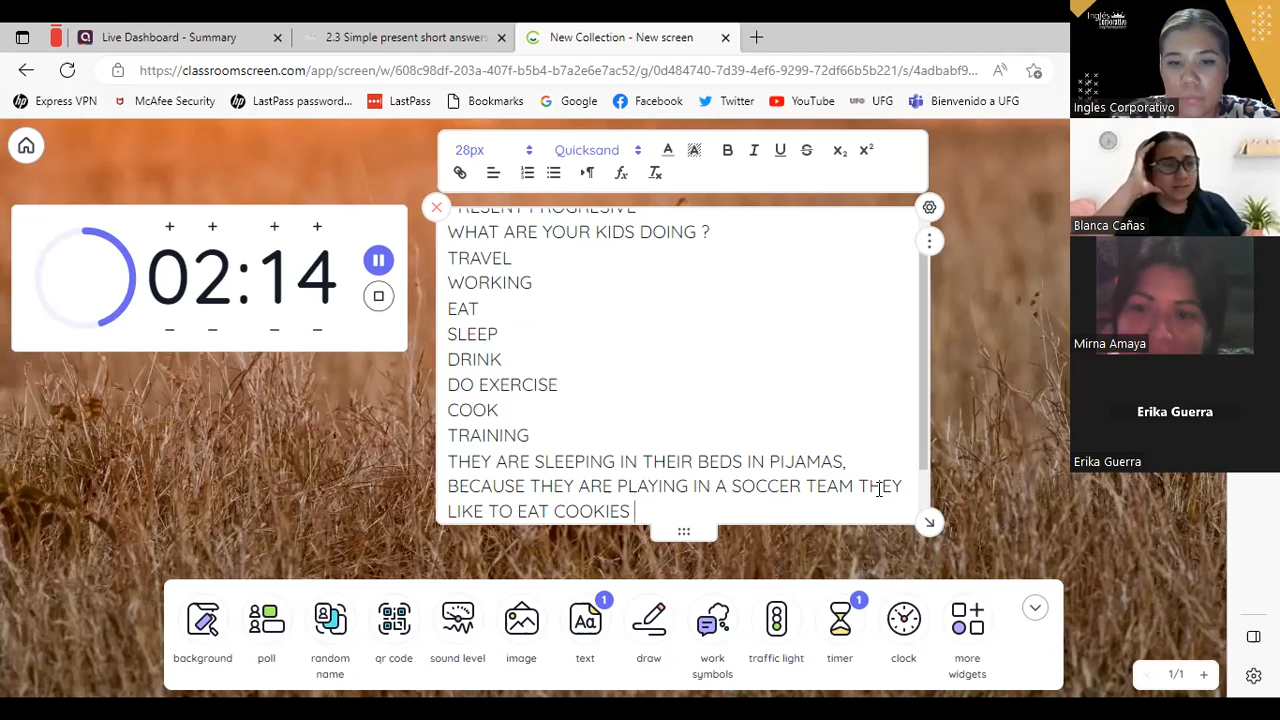 Live Dashboard - Summary
2.3 Simple present short answers
New Collection - New screen
https://classroomscreen.com/app/screen/w/608c98df-203a-407f-b5b4-b7a2e6e7ac52/g/0d484740-7d39-4ef6-9299-72df66b5b221/s/4adbabf9...
Express VPN
McAfee Security
LastPass password...
LastPass
Bookmarks
Google
Facebook
Twitter
YouTube
UFG
Bienvenido a UFG
28px
Quicksand
02:14
WHAT ARE YOUR KIDS DOING ?
TRAVEL
WORKING
EAT
SLEEP
DRINK
DO EXERCISE
COOK
TRAINING
THEY ARE SLEEPING IN THEIR BEDS IN PIJAMAS,
BECAUSE THEY ARE PLAYING IN A SOCCER TEAM THEY
LIKE TO EAT COOKIES
background
poll
random name
qr code
sound level
image
text
1
draw
work symbols
traffic light
timer
1
clock
more widgets
1/1
Inglés
Corporativo
Ingles Corporativo
Blanca Cañas
Mirna Amaya
Erika Guerra
Erika Guerra